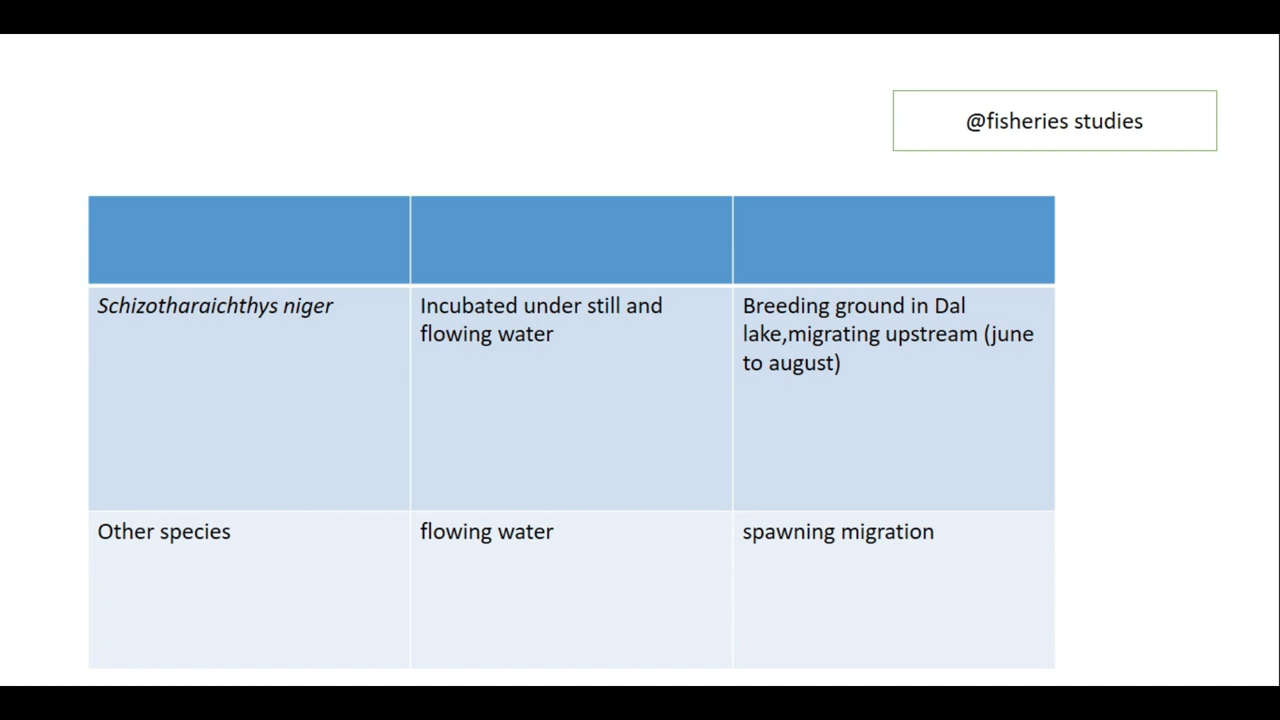 @fisheries studies
Schizotharaichthys niger
Incubated under still and
flowing water
Breeding ground in Dal
lake,migrating upstream (june
to august)
Other species
flowing water
spawning migration